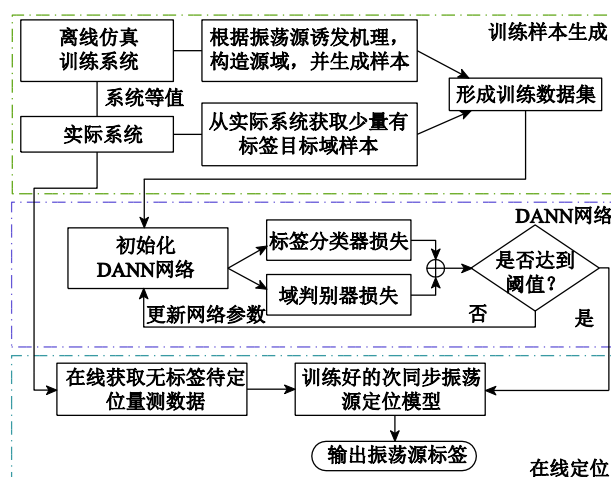 训练样本生成
离线仿真
训练系统
根据振荡源诱发机理，
构造源域，并生成样本
系统等值
形成训练数据集
实际系统
从实际系统获取少量有
标签目标域样本
DANN网络
初始化
DANN网络
标签分类器损失
域判别器损失
是否达到
阈值？
更新网络参数
否
是
在线获取无标签待定
位量测数据
训练好的次同步振荡
源定位模型
输出振荡源标签
在线定位